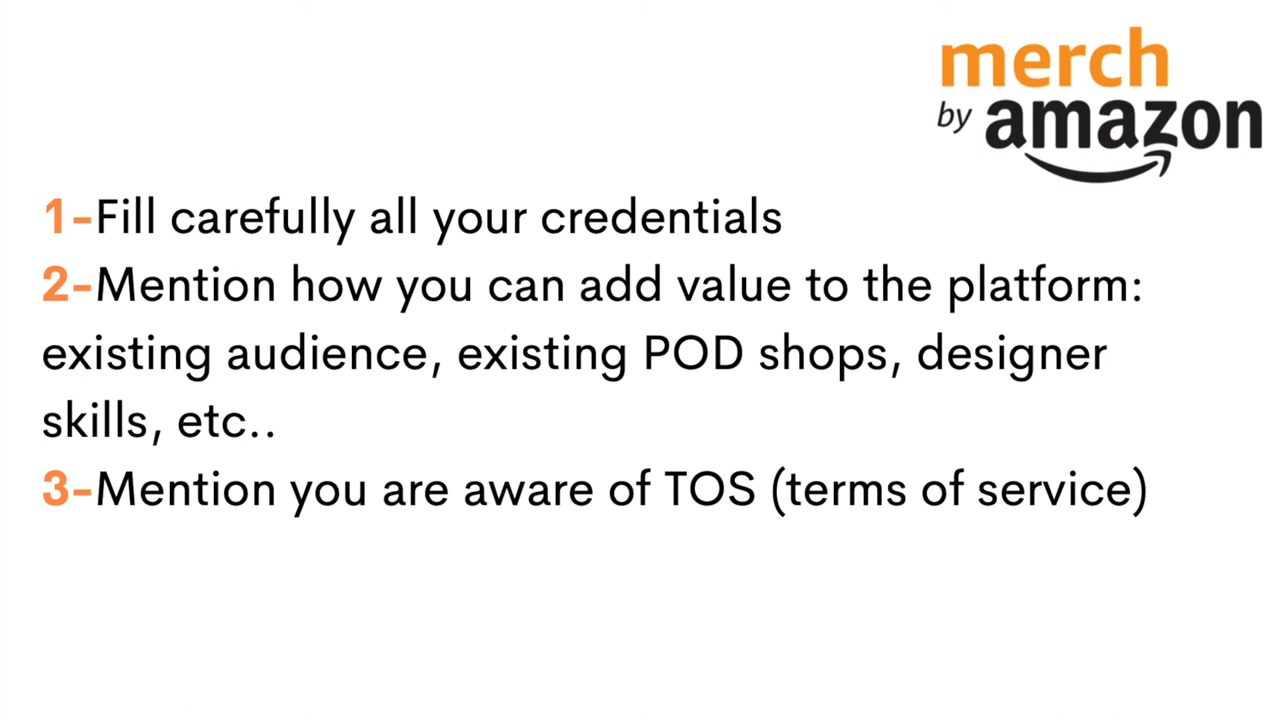 merch
by amazon
1-Fill carefully all your credentials
2-Mention how you can add value to the platform:
existing audience, existing POD shops, designer
skills, etc..
3-Mention you are aware of TOS (terms of service)